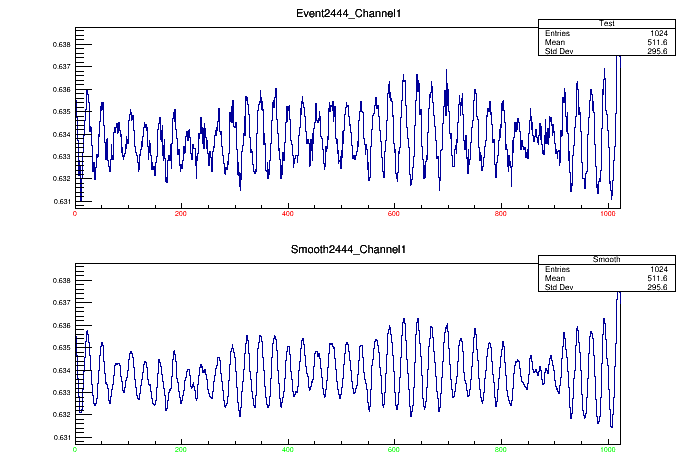 Event2444_Channel1
Test
Entries 1024
Mean 511.6
Std Dev 295.6
0.638
0.637
0.636
0.635
0.634
0.633
0.632
0.631
0 200 400 600 800 1000
Smooth2444_Channel1
Smooth
Entries 1024
Mean 511.6
Std Dev 295.6
0.638
0.637
0.636
0.635
0.634
0.633
0.632
0.631
0 200 400 600 800 1000